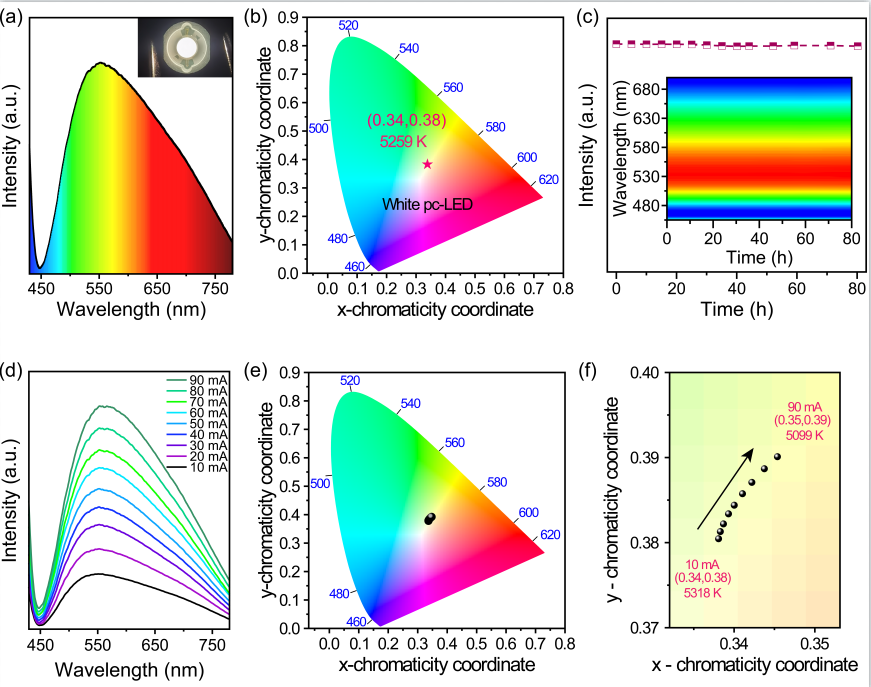 (a)
Intensity (a.u.)
450 550 650 750
Wavelength (nm)
(b)
y-chromaticity coordinate
0.9
0.8
0.7
0.6
0.5
0.4
0.3
0.2
0.1
0.0
520
540
560
500
580
600
620
480
460
(0.34,0.38)
5259 K
White pc-LED
0.0 0.1 0.2 0.3 0.4 0.5 0.6 0.7 0.8
x-chromaticity coordinate
(c)
Intensity (a.u.)
Wavelength (nm)
680
630
580
530
480
0 20 40 60 80
Time (h)
0 20 40 60 80
Time (h)
(d)
Intensity (a.u.)
90 mA
80 mA
70 mA
60 mA
50 mA
40 mA
30 mA
20 mA
10 mA
450 550 650 750
Wavelength (nm)
(e)
y-chromaticity coordinate
0.9
0.8
0.7
0.6
0.5
0.4
0.3
0.2
0.1
0.0
520
540
560
500
580
600
620
480
460
0.0 0.1 0.2 0.3 0.4 0.5 0.6 0.7 0.8
x-chromaticity coordinate
(f)
y - chromaticity coordinate
0.40
0.39
0.38
0.37
90 mA
(0.35,0.39)
5099 K
10 mA
(0.34,0.38)
5318 K
0.34 0.35
x - chromaticity coordinate